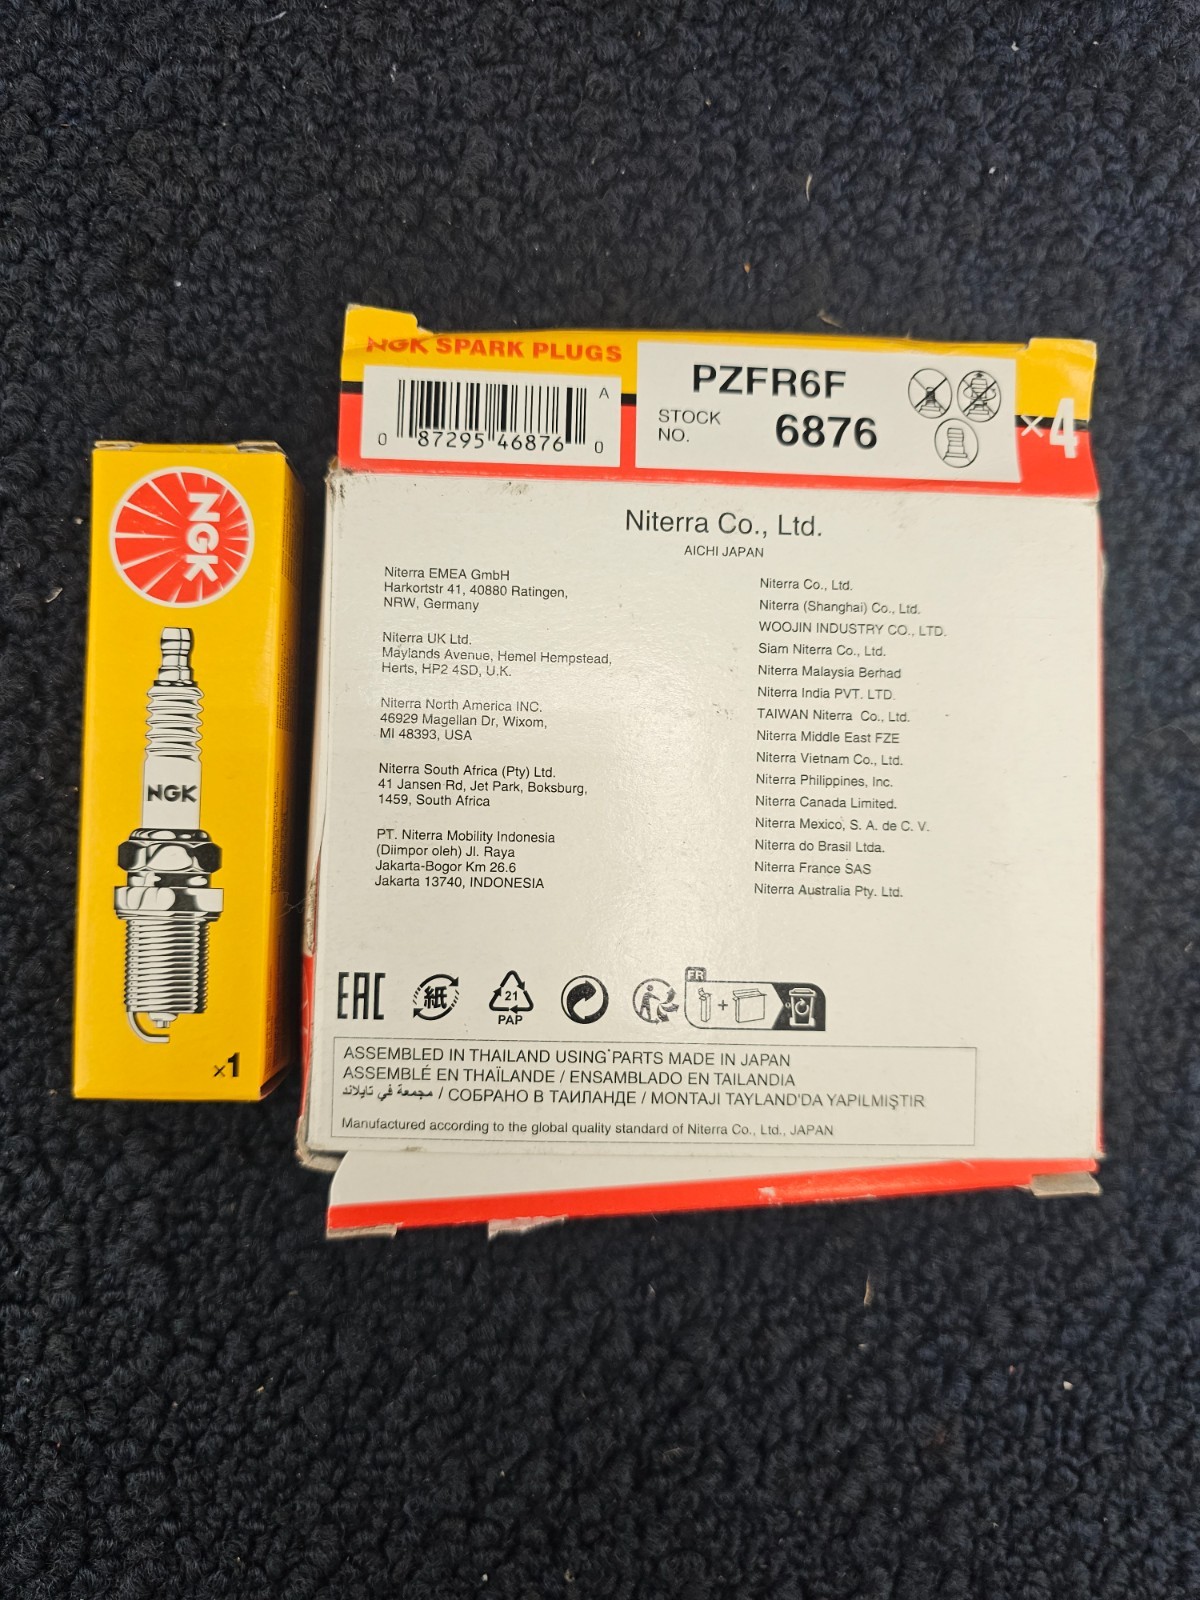 NGK
NGK
×1
NGK SPARK PLUGS
A
0 87295 46876 0
PZFR6F
STOCK
NO.
6876
×4
Niterra Co., Ltd.
AICHI JAPAN
Niterra EMEA GmbH
Harkortstr 41, 40880 Ratingen,
NRW, Germany
Niterra UK Ltd.
Maylands Avenue, Hemel Hempstead,
Herts, HP2 4SD, U.K.
Niterra North America INC.
46929 Magellan Dr, Wixom,
MI 48393, USA
Niterra South Africa (Pty) Ltd.
41 Jansen Rd, Jet Park, Boksburg,
1459, South Africa
PT. Niterra Mobility Indonesia
(Diimpor oleh) Jl. Raya
Jakarta-Bogor Km 26.6
Jakarta 13740, INDONESIA
Niterra Co., Ltd.
Niterra (Shanghai) Co., Ltd.
WOOJIN INDUSTRY CO., LTD.
Siam Niterra Co., Ltd.
Niterra Malaysia Berhad
Niterra India PVT. LTD.
TAIWAN Niterra Co., Ltd.
Niterra Middle East FZE
Niterra Vietnam Co., Ltd.
Niterra Philippines, Inc.
Niterra Canada Limited.
Niterra Mexico, S. A. de C. V.
Niterra do Brasil Ltda.
Niterra France SAS
Niterra Australia Pty. Ltd.
EAC
紙
21
PAP
FR
+
ASSEMBLED IN THAILAND USING PARTS MADE IN JAPAN
ASSEMBLÉ EN THAÏLANDE / ENSAMBLADO EN TAILANDIA
مجمعة في تايلاند / СОБРАНО В ТАИЛАНДЕ / MONTAJI TAYLAND'DA YAPILMIŞTIR
Manufactured according to the global quality standard of Niterra Co., Ltd., JAPAN